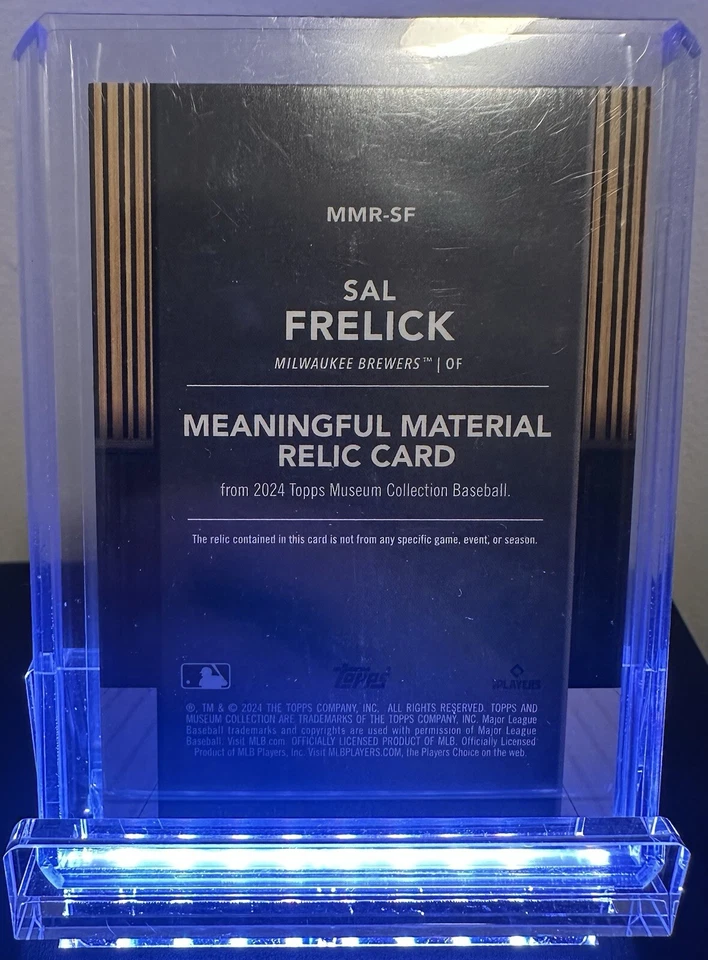 MMR-SF
SAL
FRELICK
MILWAUKEE BREWERS™ | OF
MEANINGFUL MATERIAL
RELIC CARD
from 2024 Topps Museum Collection Baseball.
The relic contained in this card is not from any specific game, event, or season.
Topps
PLAYERS
®, TM & © 2024 THE TOPPS COMPANY, INC. ALL RIGHTS RESERVED. TOPPS AND
MUSEUM COLLECTION ARE TRADEMARKS OF THE TOPPS COMPANY, INC. Major League
Baseball trademarks and copyrights are used with permission of Major League
Baseball. Visit MLB.com. OFFICIALLY LICENSED PRODUCT OF MLB. Officially Licensed
Product of MLB Players, Inc. Visit MLBPLAYERS.COM, the Players Choice on the web.